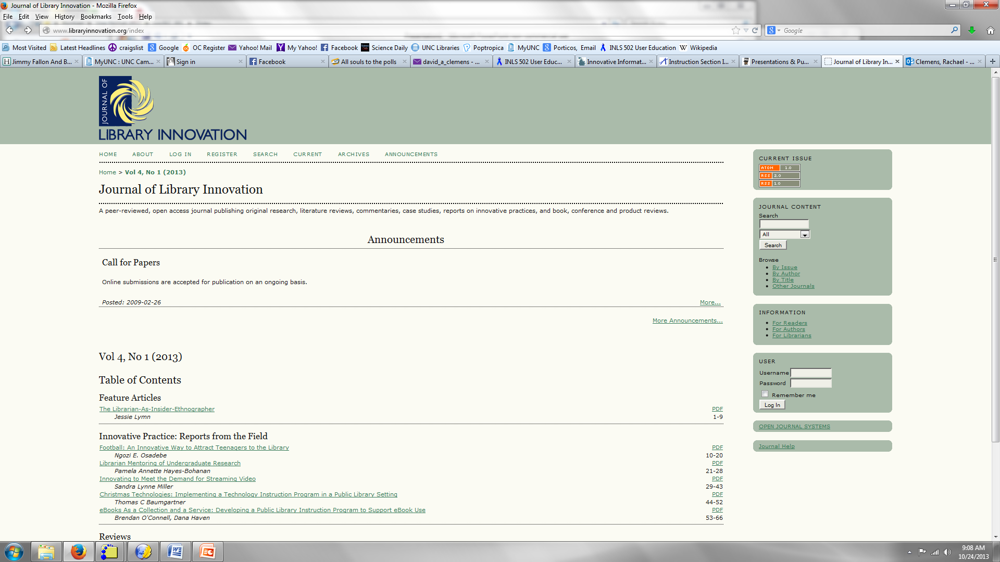 Journal of Library Innovation - Mozilla Firefox
File Edit View History Bookmarks Tools Help
www.libraryinnovation.org/index
Google
Most Visited Latest Headlines craigslist Google OC Register Yahoo! Mail My Yahoo! Facebook Science Daily UNC Libraries Poptropica MyUNC Porticos, Email INLS 502 User Education Wikipedia
Jimmy Fallon And B... MyUNC : UNC Cam... Sign in Facebook All souls to the polls david_a_clemens - ... INLS 502 User Educ... Innovative Informat... Instruction Section I... Presentations & Pu... Journal of Library In... Clemens, Rachael - ...
JOURNAL OF
LIBRARY INNOVATION
HOME ABOUT LOG IN REGISTER SEARCH CURRENT ARCHIVES ANNOUNCEMENTS
Home > Vol 4, No 1 (2013)
Journal of Library Innovation
A peer-reviewed, open access journal publishing original research, literature reviews, commentaries, case studies, reports on innovative practices, and book, conference and product reviews.
Announcements
Call for Papers
Online submissions are accepted for publication on an ongoing basis.
Posted: 2009-02-26 More...
More Announcements...
Vol 4, No 1 (2013)
Table of Contents
Feature Articles
The Librarian-As-Insider-Ethnographer PDF
Jessie Lymn 1-9
Innovative Practice: Reports from the Field
Football: An Innovative Way to Attract Teenagers to the Library PDF
Ngozi E. Osadebe 10-20
Librarian Mentoring of Undergraduate Research PDF
Pamela Annette Hayes-Bohanan 21-28
Innovating to Meet the Demand for Streaming Video PDF
Sandra Lynne Miller 29-43
Christmas Technologies: Implementing a Technology Instruction Program in a Public Library Setting PDF
Thomas C Baumgartner 44-52
eBooks As a Collection and a Service: Developing a Public Library Instruction Program to Support eBook Use PDF
Brendan O'Connell, Dana Haven 53-66
Reviews
CURRENT ISSUE
ATOM 1.0
RSS 2.0
RSS 1.0
JOURNAL CONTENT
Search
All
Search
Browse
By Issue
By Author
By Title
Other Journals
INFORMATION
For Readers
For Authors
For Librarians
USER
Username
Password
Remember me
Log In
OPEN JOURNAL SYSTEMS
Journal Help
9:08 AM
10/24/2013